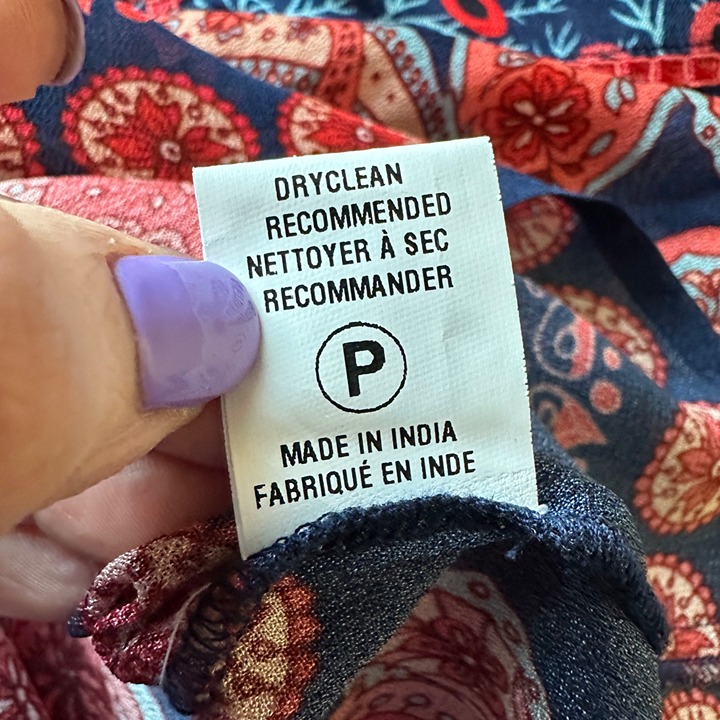 DRYCLEAN
RECOMMENDED
NETTOYER À SEC
RECOMMANDER
P
MADE IN INDIA
FABRIQUÉ EN INDE